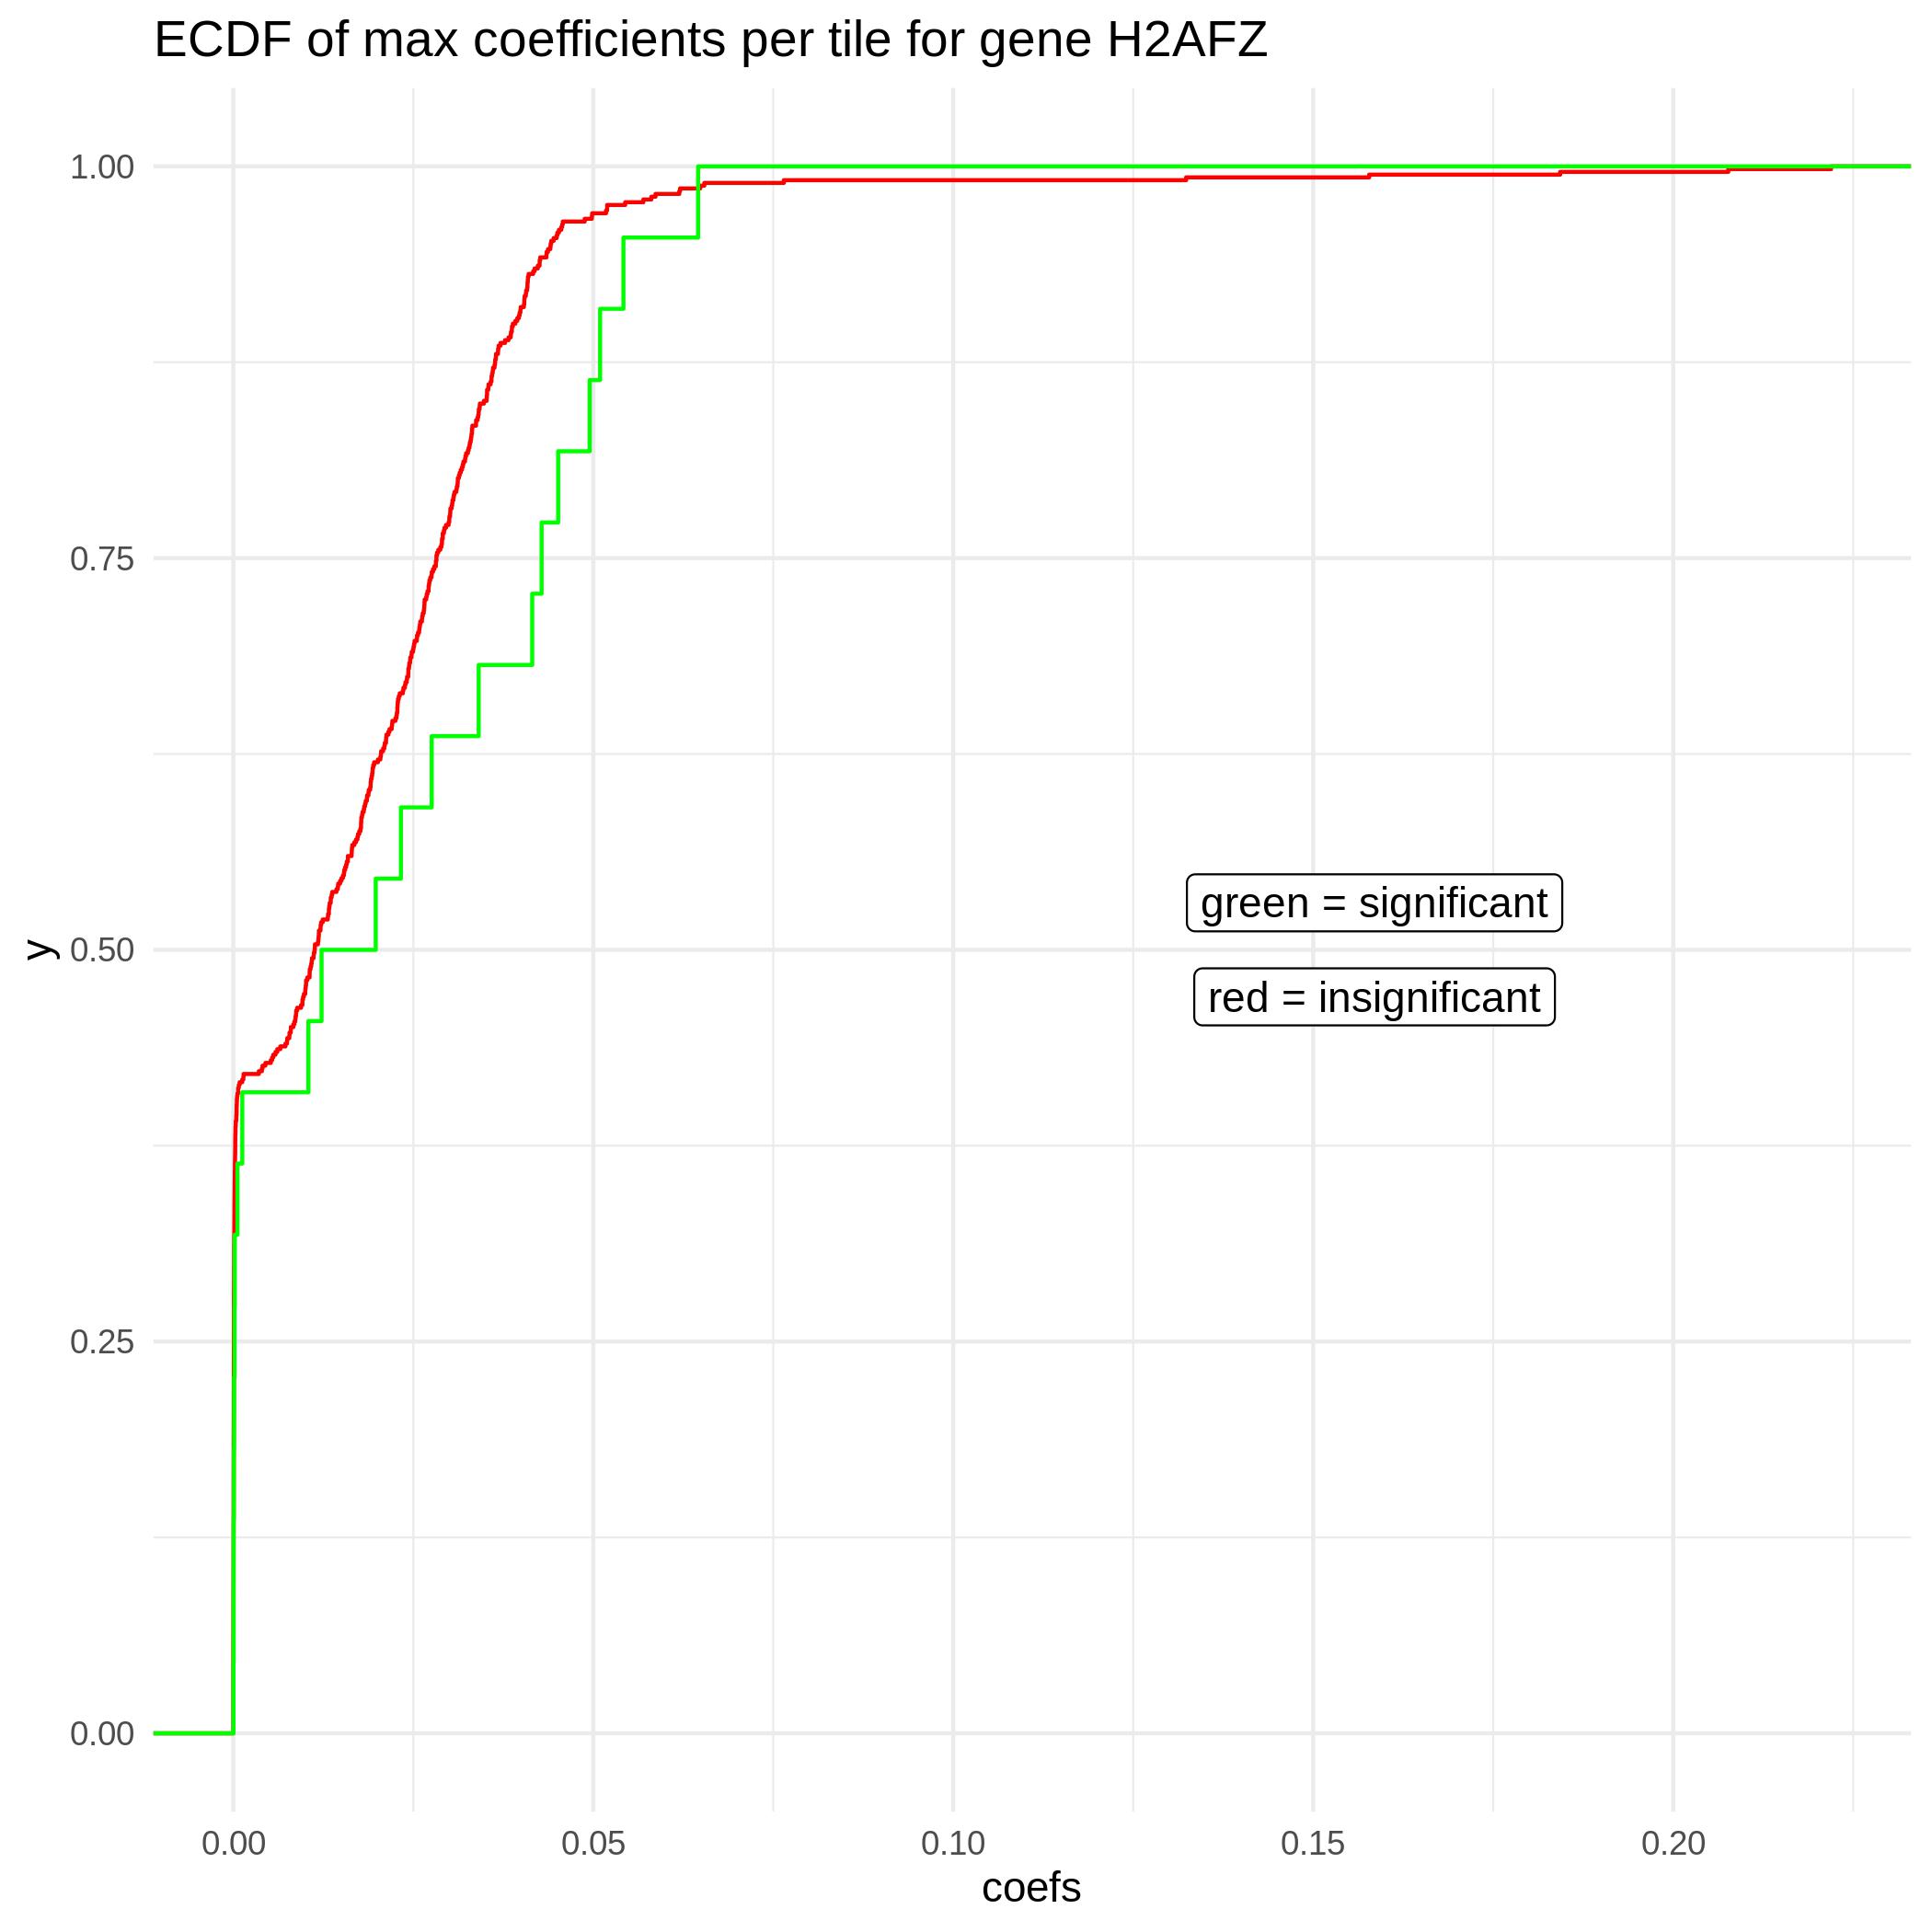 ECDF of max coefficients per tile for gene H2AFZ
1.00
0.75
0.50
0.25
0.00
y
green = significant
red = insignificant
0.00 0.05 0.10 0.15 0.20
coefs